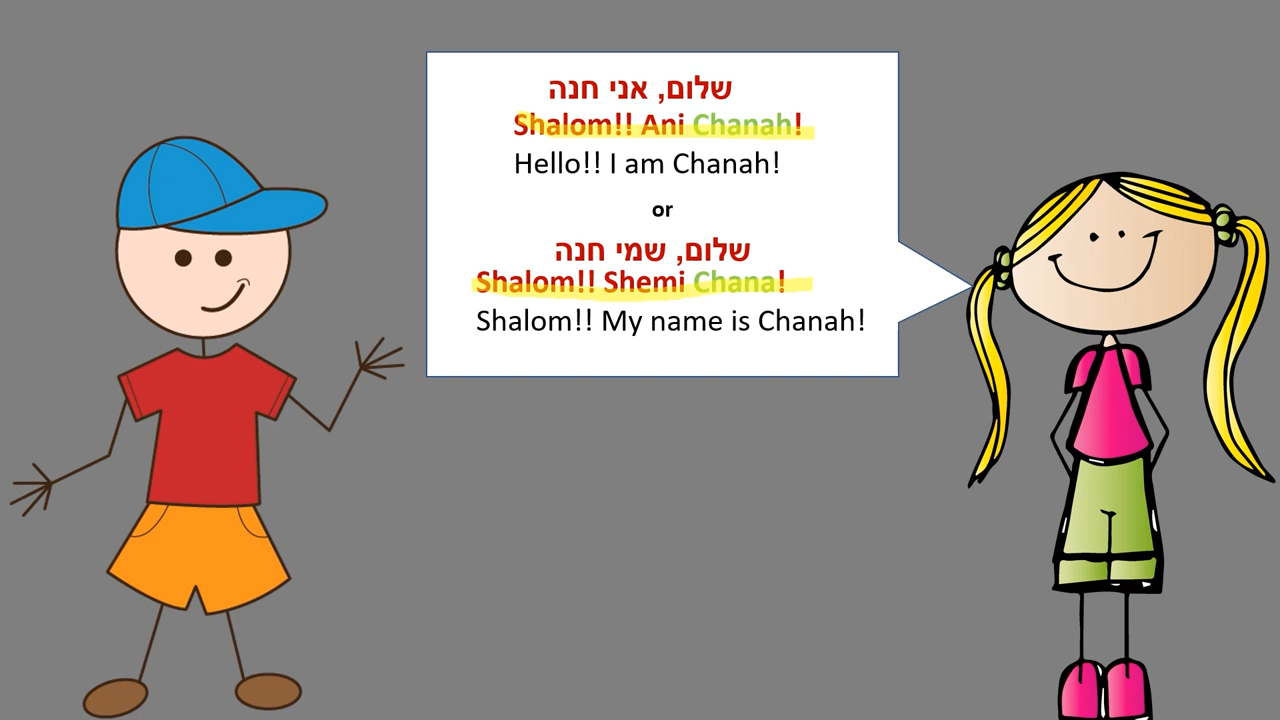 שלום, אני חנה
Shalom!! Ani Chanah!
Hello!! I am Chanah!
or
שלום, שמי חנה
Shalom!! Shemi Chana!
Shalom!! My name is Chanah!